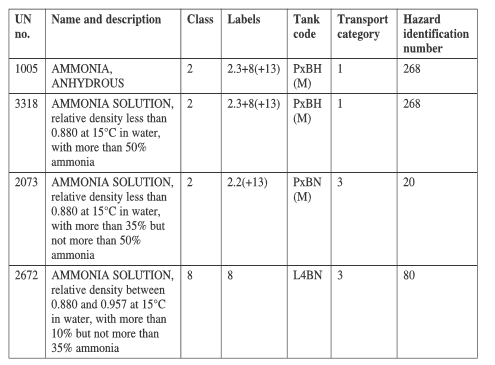 UN no. Name and description Class Labels Tank code Transport category Hazard identification number
1005 AMMONIA, 2 2.3+8(+13) PxBH 1 268
ANHYDROUS (M)
3318 AMMONIA SOLUTION, 2 2.3+8(+13) PxBH 1 268
relative density less than (M)
0.880 at 15°C in water,
with more than 50%
ammonia
2073 AMMONIA SOLUTION, 2 2.2(+13) PxBN 3 20
relative density less than (M)
0.880 at 15°C in water,
with more than 35% but
not more than 50%
ammonia
2672 AMMONIA SOLUTION, 8 8 L4BN 3 80
relative density between
0.880 and 0.957 at 15°C
in water, with more than
10% but not more than
35% ammonia